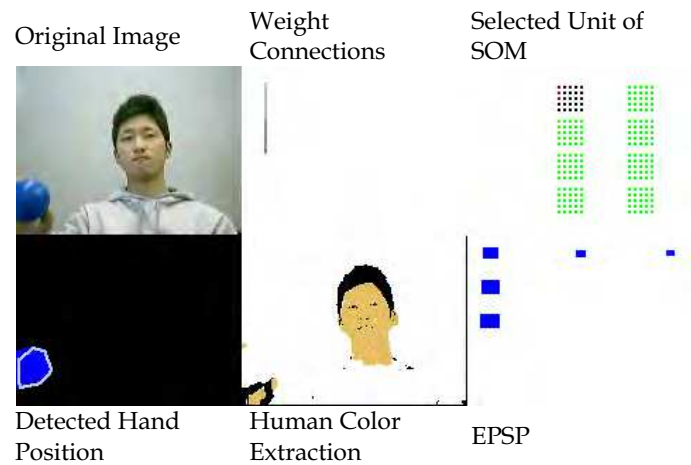 Original Image
Weight
Connections
Selected Unit of
SOM
Detected Hand
Position
Human Color
Extraction
EPSP